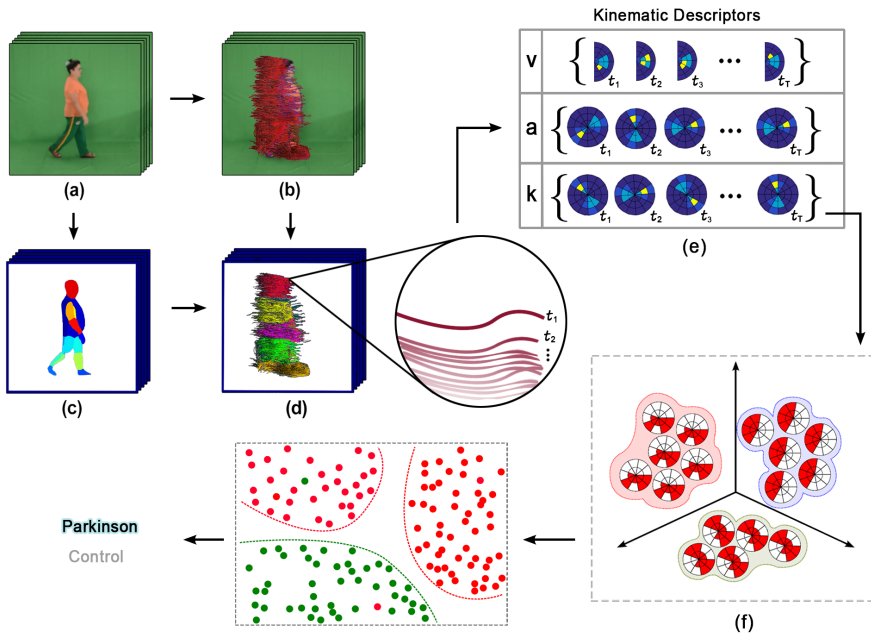 Kinematic Descriptors
v { t1 t2 t3 ••• tT }
a { t1 t2 t3 ••• tT }
k { t1 t2 t3 ••• tT }
(a)
(b)
(e)
t1
t2
(c)
(d)
Parkinson
Control
(f)